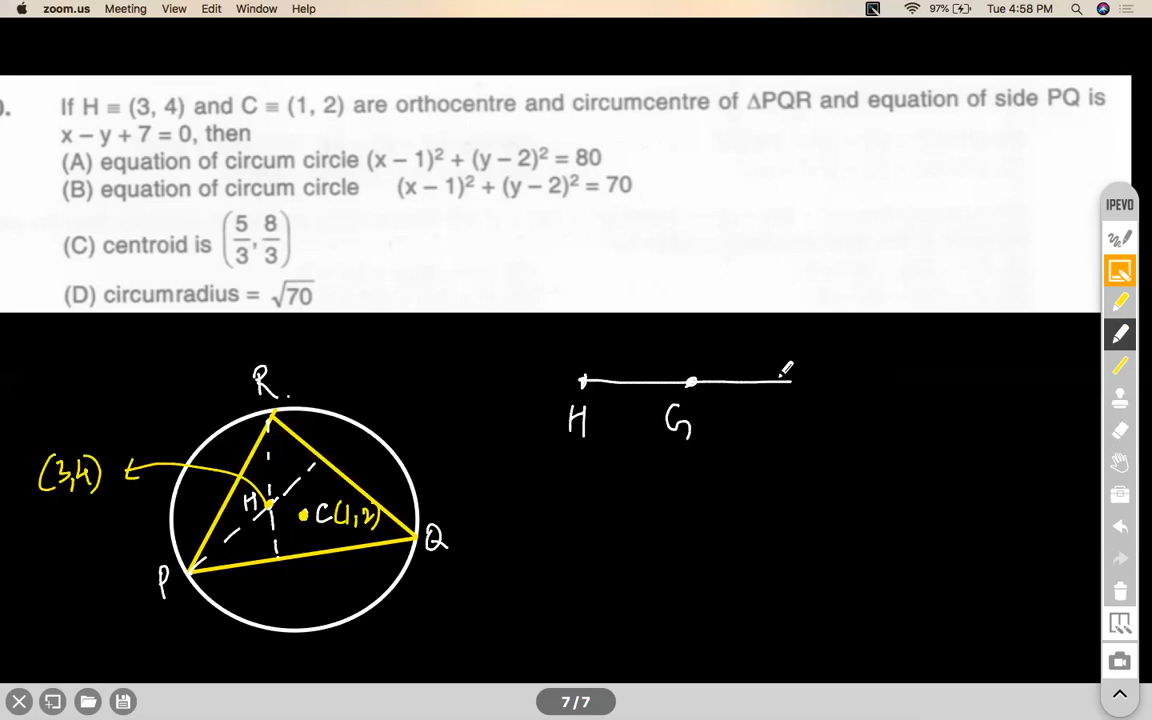 zoom.us Meeting View Edit Window Help 97% Tue 4:58 PM
If H ≡ (3, 4) and C ≡ (1, 2) are orthocentre and circumcentre of ΔPQR and equation of side PQ is
x – y + 7 = 0, then
(A) equation of circum circle (x – 1)² + (y – 2)² = 80
(B) equation of circum circle (x – 1)² + (y – 2)² = 70
(C) centroid is (5/3, 8/3)
(D) circumradius = √70
IPEVO
R
H G
(3,4) H C(1,2)
Q
P
7/7